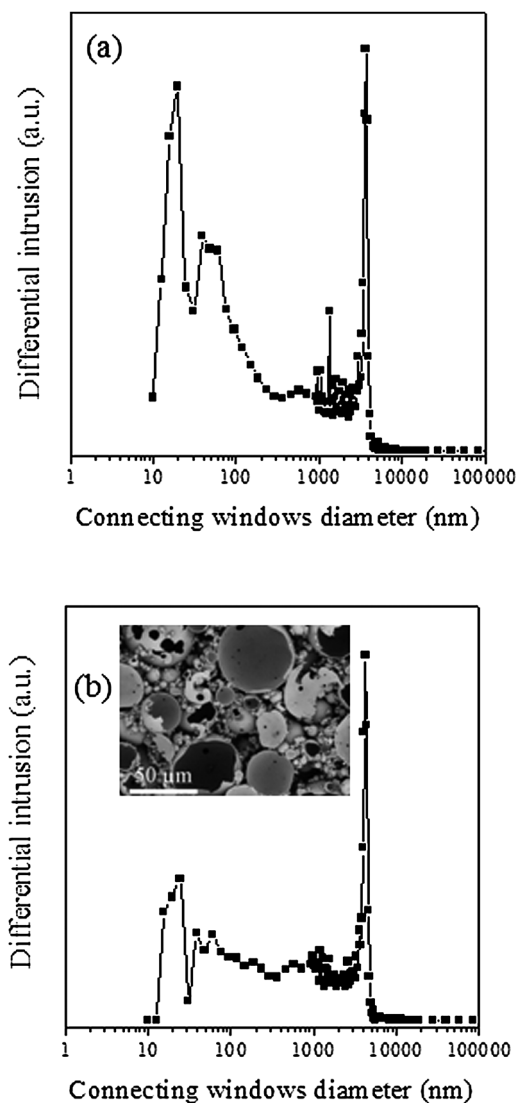 (a)
Differential intrusion (a.u.)
1 10 100 1000 10000 100000
Connecting windows diameter (nm)
(b)
50 µm
Differential intrusion (a.u.)
1 10 100 1000 10000 100000
Connecting windows diameter (nm)